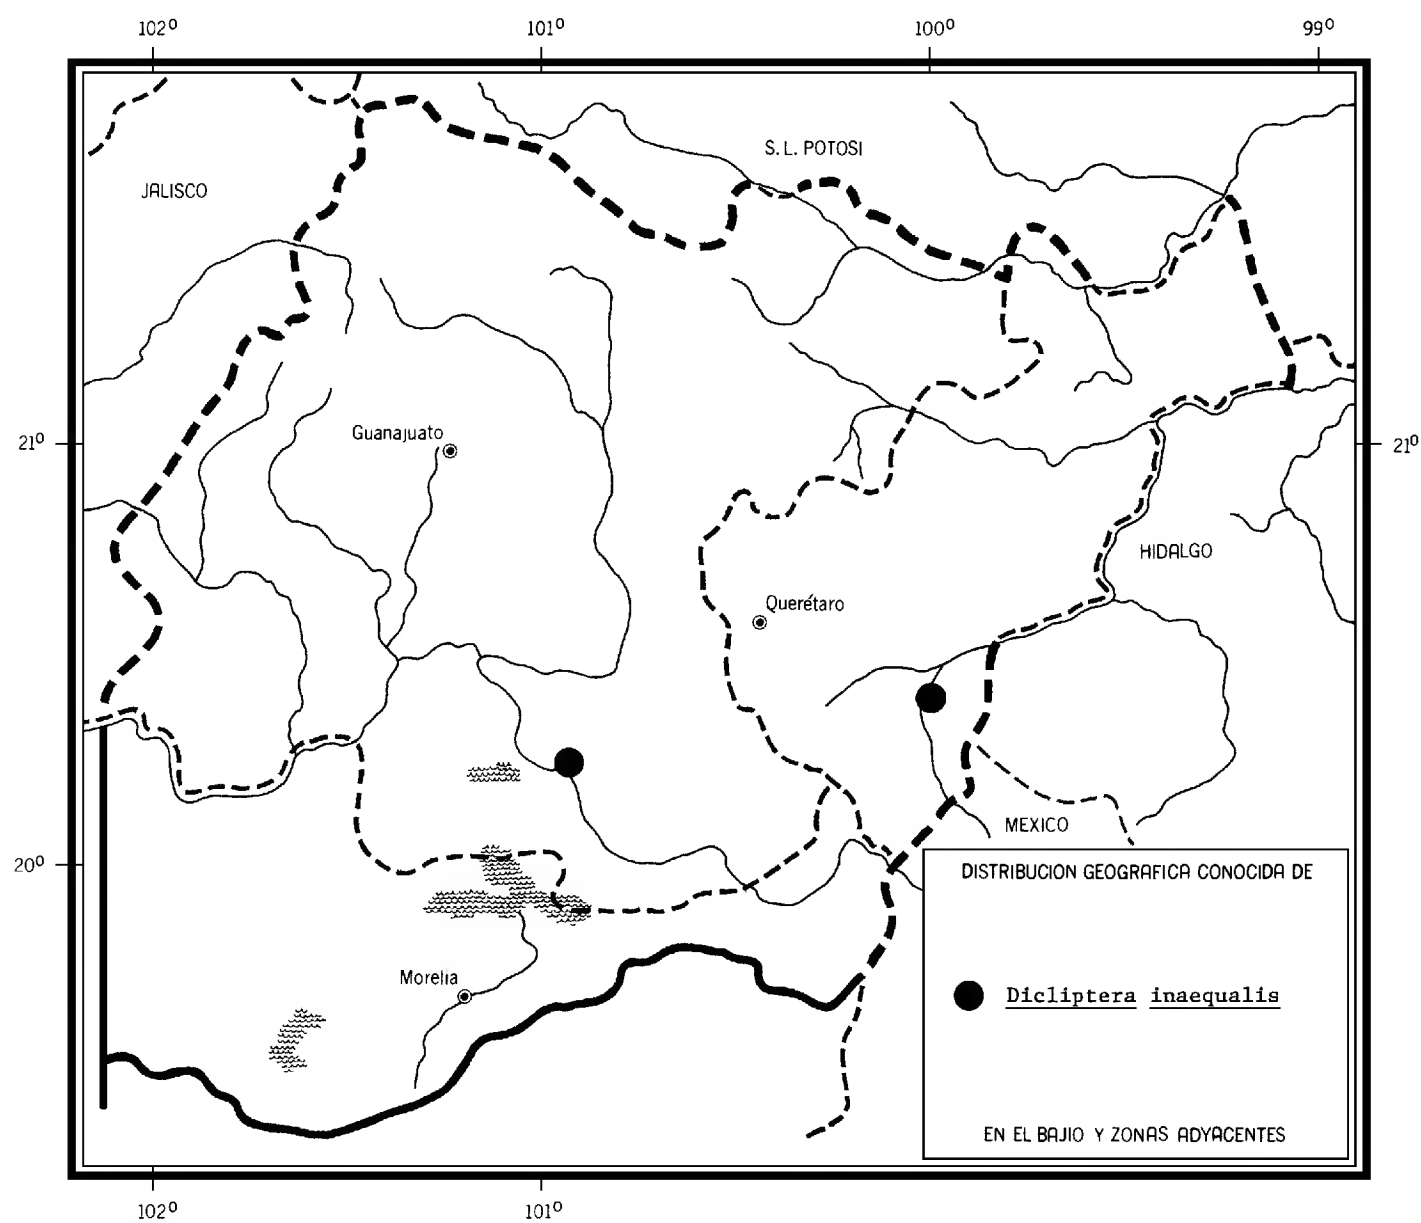 102º 101º 100º 99º
S. L. POTOSI
JALISCO
Guanajuato
21º 21º
HIDALGO
Querétaro
MEXICO
20º
DISTRIBUCION GEOGRAFICA CONOCIDA DE
Morelia
Dicliptera inaequalis
EN EL BAJIO Y ZONAS ADYACENTES
102º 101º